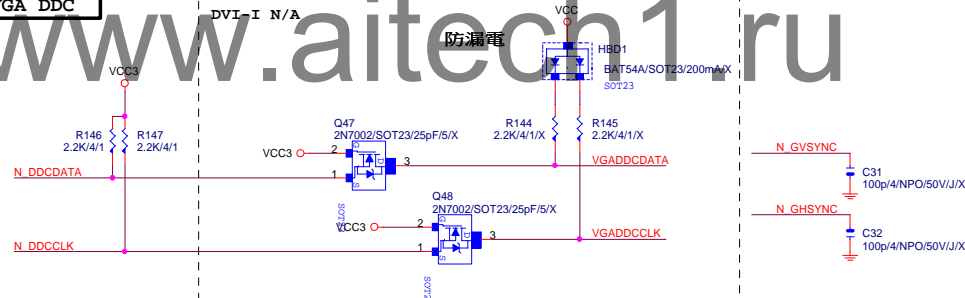 VGA DDC
DVI-I N/A
www.aitech1.ru
防漏電
VCC
HBD1
BAT54A/SOT23/200mA/X
SOT23
VCC3
R146
2.2K/4/1
R147
2.2K/4/1
Q47
2N7002/SOT23/25pF/5/X
R144
2.2K/4/1/X
R145
2.2K/4/1/X
VCC3
2
G
D
S
1
3
N_DDCDATA
VGADDCDATA
N_GVSYNC
C31
100p/4/NPO/50V/J/X
Q48
2N7002/SOT23/25pF/5/X
VCC3
2
G
D
S
1
3
N_DDCCLK
VGADDCCLK
N_GHSYNC
C32
100p/4/NPO/50V/J/X